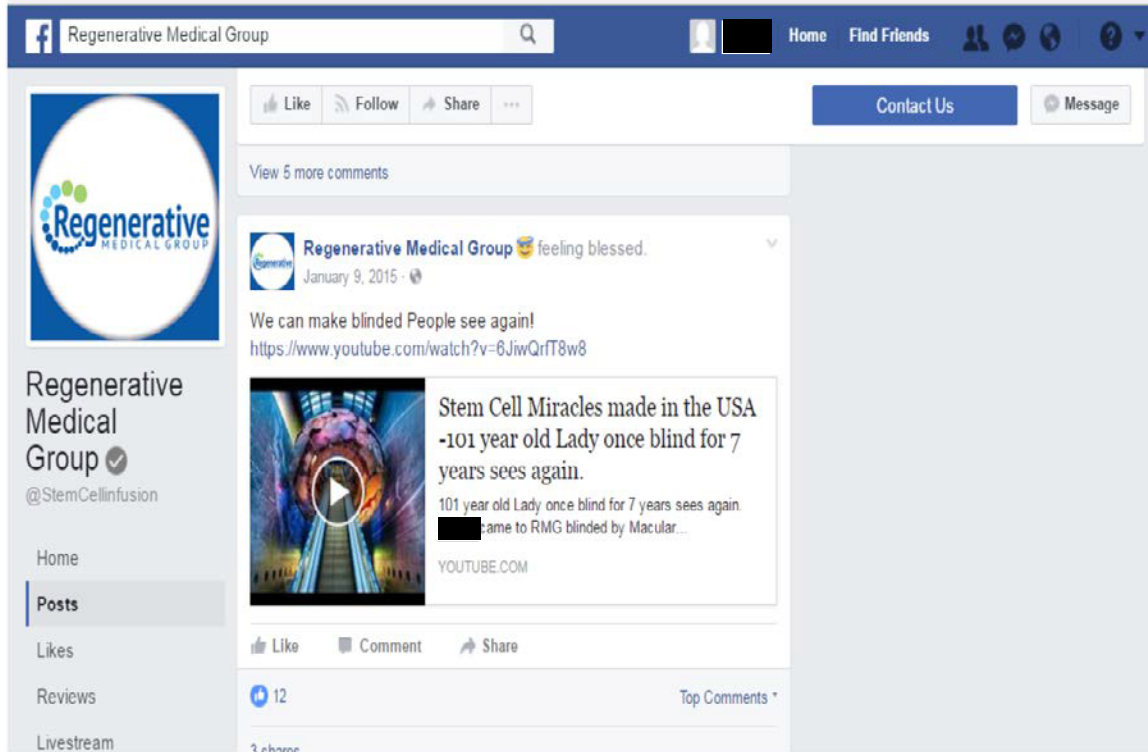 Regenerative Medical Group
Home
Find Friends
Like
Follow
Share
Contact Us
Message
View 5 more comments
Regenerative
MEDICAL GROUP
Regenerative Medical Group
@StemCellinfusion
Home
Posts
Likes
Reviews
Livestream
Regenerative
Regenerative Medical Group 😇 feeling blessed.
January 9, 2015 ·
We can make blinded People see again!
https://www.youtube.com/watch?v=6JiwQrfT8w8
Stem Cell Miracles made in the USA
-101 year old Lady once blind for 7
years sees again.
101 year old Lady once blind for 7 years sees again.
came to RMG blinded by Macular...
YOUTUBE.COM
Like
Comment
Share
12
Top Comments
3 shares